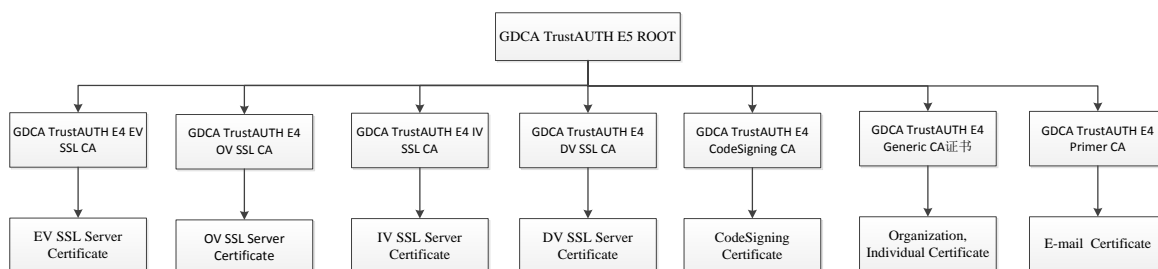 GDCA TrustAUTH E5 ROOT
GDCA TrustAUTH E4 EV
SSL CA
GDCA TrustAUTH E4
OV SSL CA
GDCA TrustAUTH E4 IV
SSL CA
GDCA TrustAUTH E4
DV SSL CA
GDCA TrustAUTH E4
CodeSigning CA
GDCA TrustAUTH E4
Generic CA证书
GDCA TrustAUTH E4
Primer CA
EV SSL Server
Certificate
OV SSL Server
Certificate
IV SSL Server
Certificate
DV SSL Server
Certificate
CodeSigning
Certificate
Organization,
Individual Certificate
E-mail Certificate